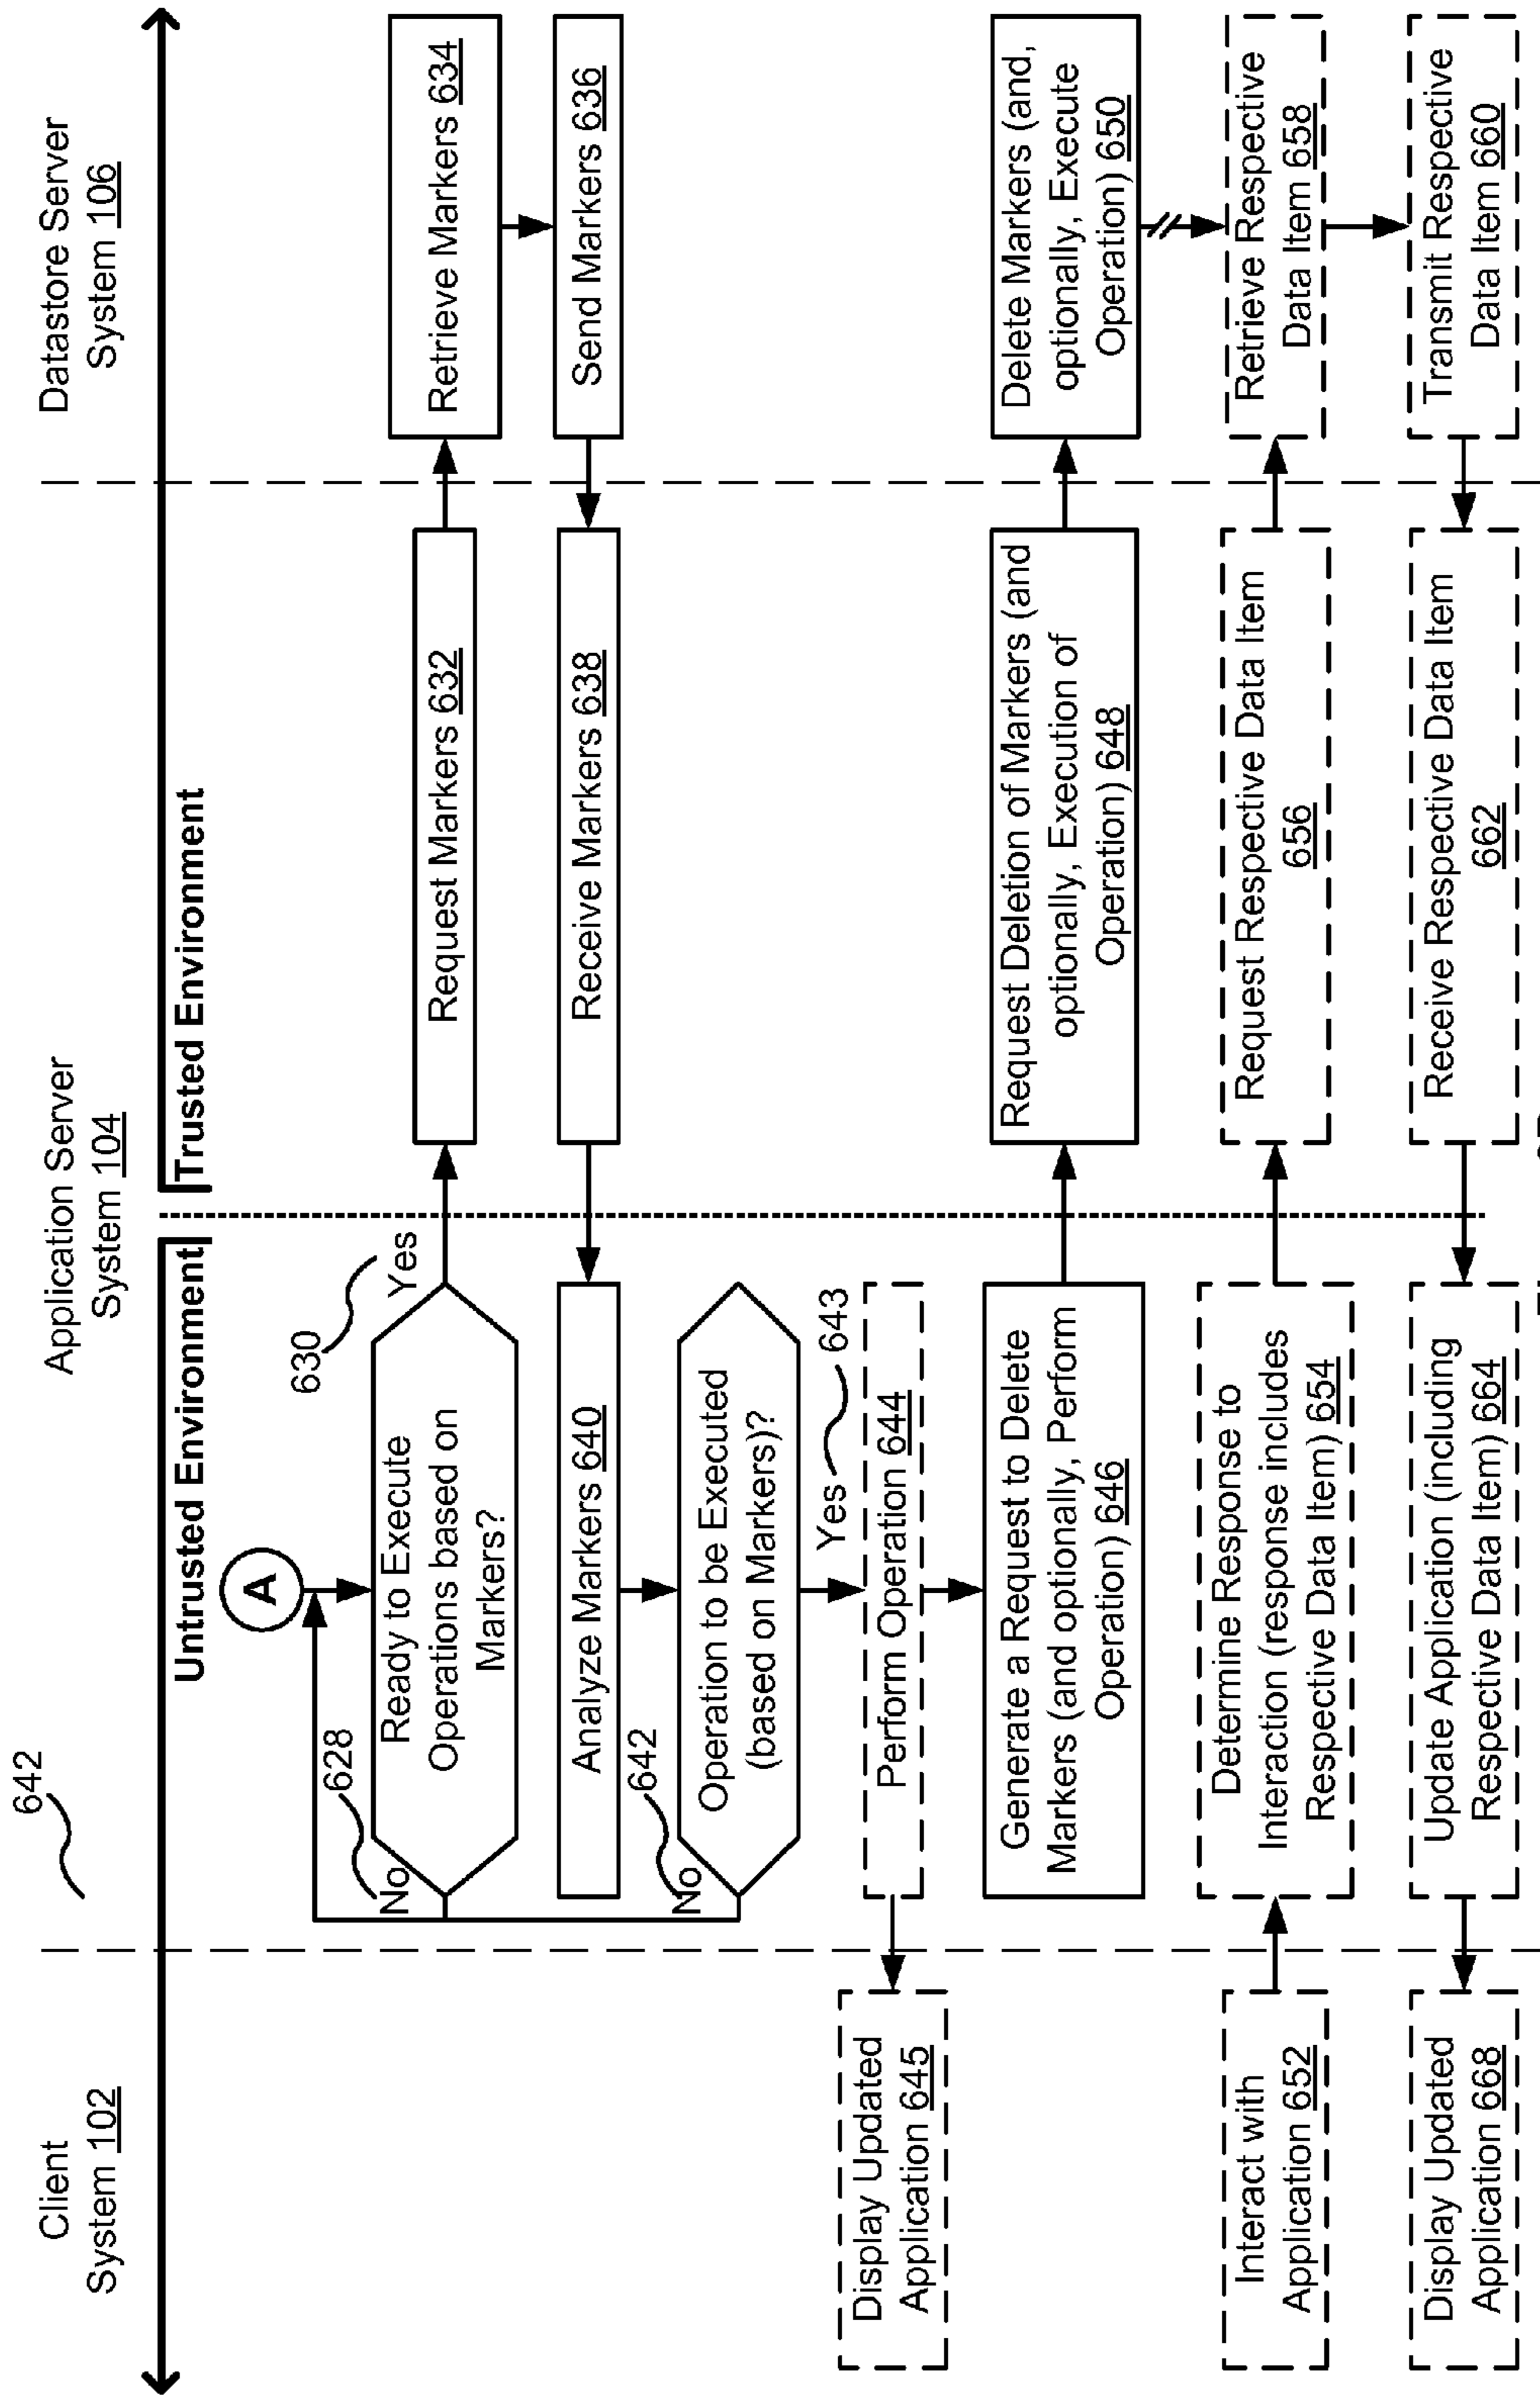 642
Client
System 102
Application Server
System 104
Datastore Server
System 106
Untrusted Environment
Trusted Environment
A
628
No
Ready to Execute
Operations based on
Markers?
630
Yes
Request Markers 632
Retrieve Markers 634
Send Markers 636
Receive Markers 638
Analyze Markers 640
642
No
Operation to be Executed
(based on Markers)?
Yes
643
Perform Operation 644
Display Updated
Application 645
Generate a Request to Delete
Markers (and optionally, Perform
Operation) 646
Request Deletion of Markers (and
optionally, Execution of
Operation) 648
Delete Markers (and,
optionally, Execute
Operation) 650
Interact with
Application 652
Determine Response to
Interaction (response includes
Respective Data Item) 654
Request Respective Data Item
656
Retrieve Respective
Data Item 658
Transmit Respective
Data Item 660
Receive Respective Data Item
662
Update Application (including
Respective Data Item) 664
Display Updated
Application 668